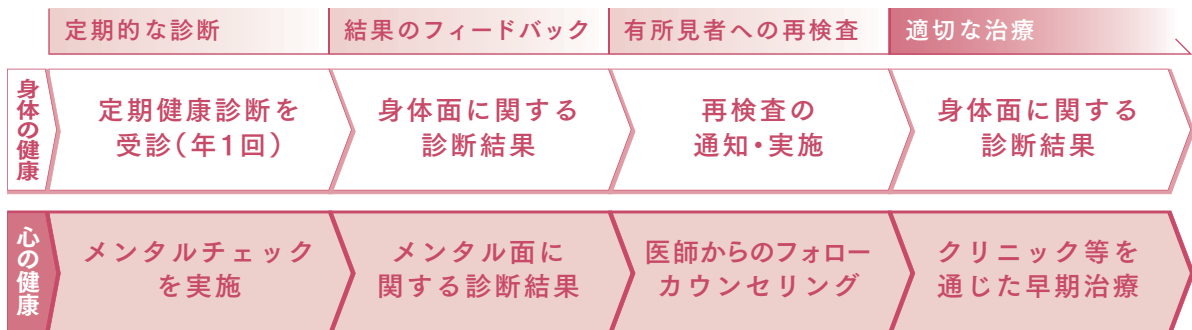 定期的な診断
結果のフィードバック
有所見者への再検査
適切な治療
身体の健康
定期健康診断を
受診(年1回)
身体面に関する
診断結果
再検査の
通知・実施
身体面に関する
診断結果
心の健康
メンタルチェック
を実施
メンタル面に
関する診断結果
医師からのフォロー
カウンセリング
クリニック等を
通じた早期治療